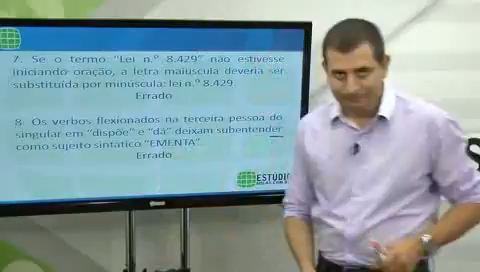 7. Se o termo "Lei n.º 8.429" não estivesse
iniciando oração, a letra maiúscula deveria ser
substituída por minúscula: lei n.º 8.429
Errado
8. Os verbos flexionados na terceira pessoa do
singular em "dispõe" e "dá" deixam subentender
como sujeito sintático "EMENTA".
Errado
ESTÚDIO